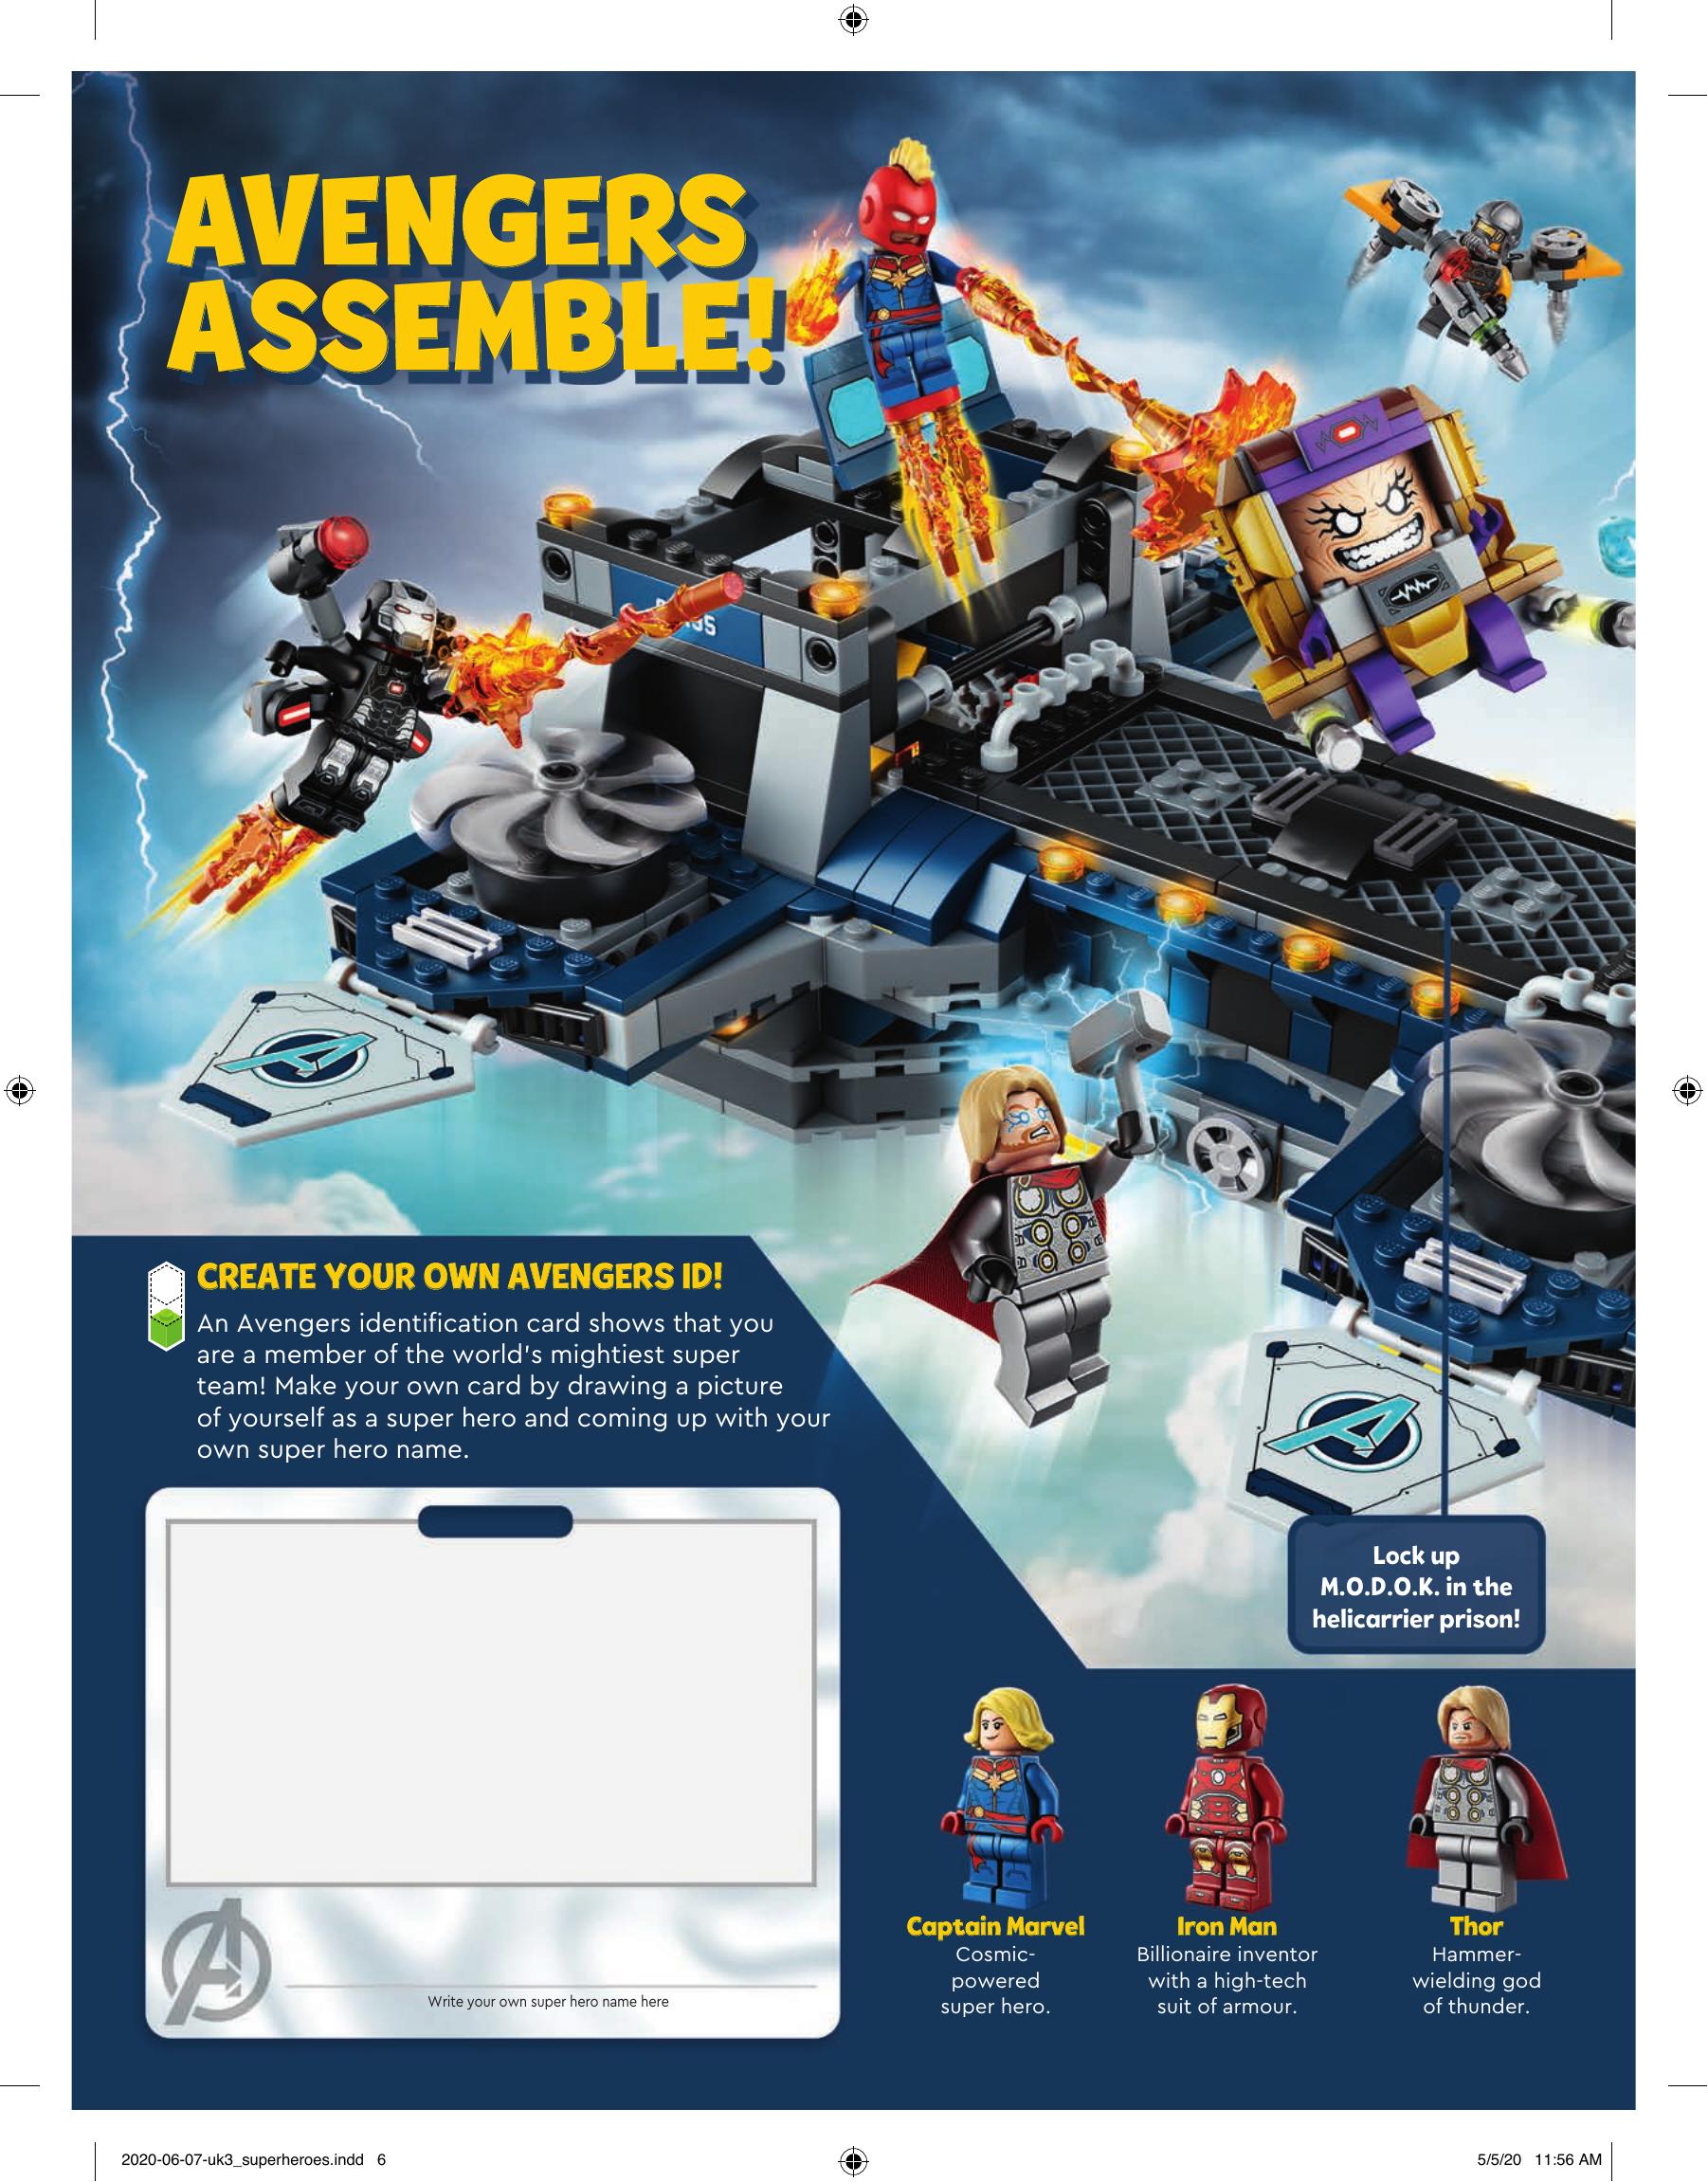 AVENGERS
ASSEMBLE!
CREATE YOUR OWN AVENGERS ID!
An Avengers identification card shows that you
are a member of the world's mightiest super
team! Make your own card by drawing a picture
of yourself as a super hero and coming up with your
own super hero name.
Write your own super hero name here
Lock up
M.O.D.O.K. in the
helicarrier prison!
Captain Marvel
Cosmic-
powered
super hero.
Iron Man
Billionaire inventor
with a high-tech
suit of armour.
Thor
Hammer-
wielding god
of thunder.
2020-06-07-uk3_superheroes.indd 6
5/5/20 11:56 AM